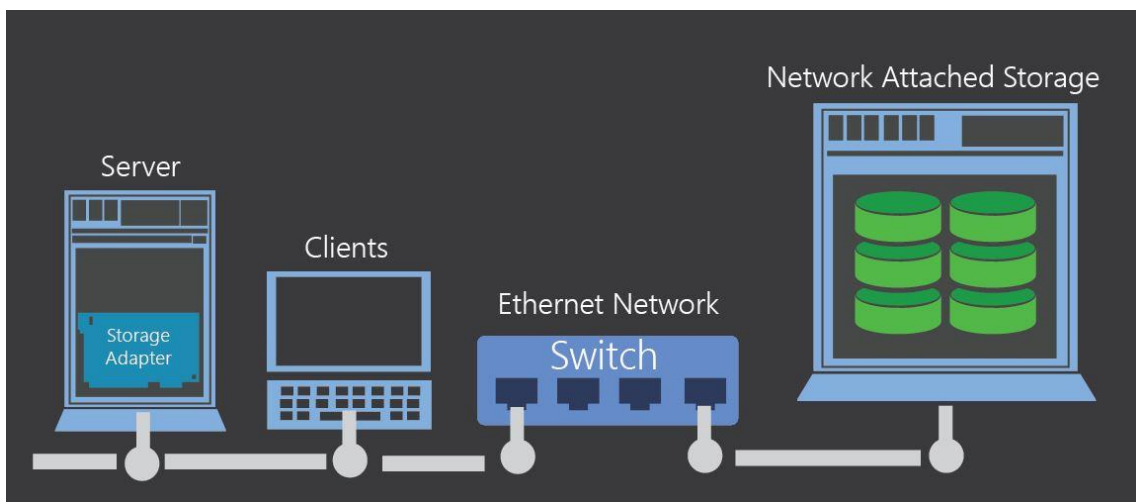 Network Attached Storage
Server
Clients
Ethernet Network
Switch
Storage
Adapter